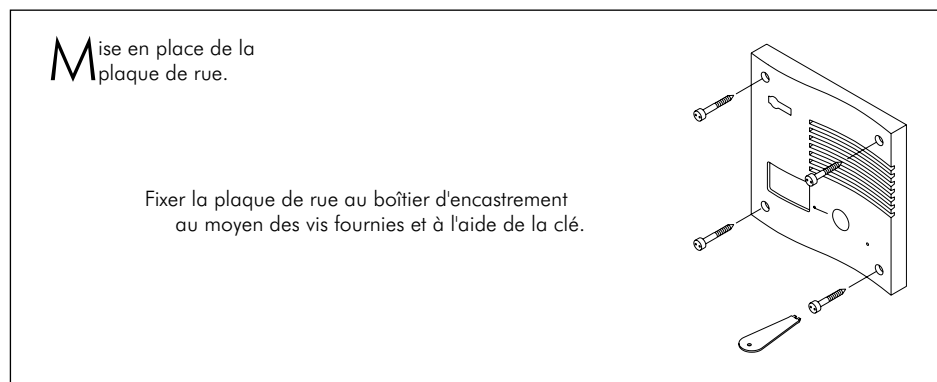 Mise en place de la
plaque de rue.
Fixer la plaque de rue au boîtier d'encastrement
au moyen des vis fournies et à l'aide de la clé.